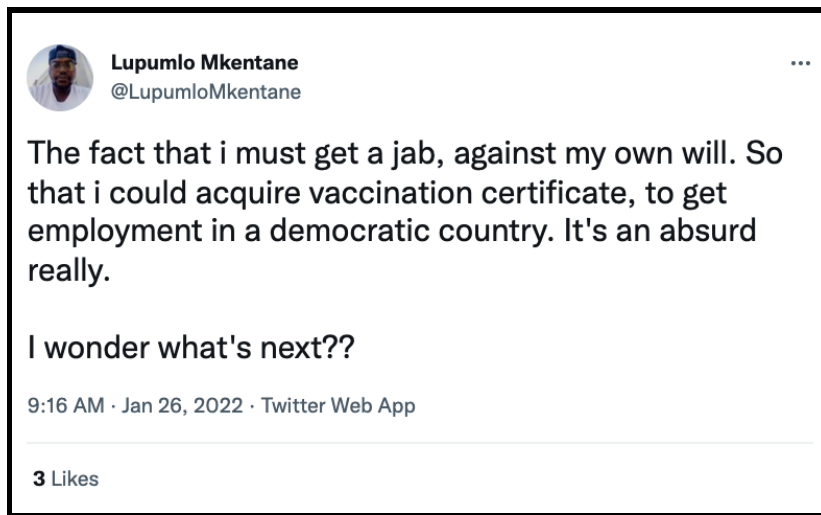 Lupumlo Mkentane
@LupumloMkentane
The fact that i must get a jab, against my own will. So
that i could acquire vaccination certificate, to get
employment in a democratic country. It's an absurd
really.
I wonder what's next??
9:16 AM · Jan 26, 2022 · Twitter Web App
3 Likes